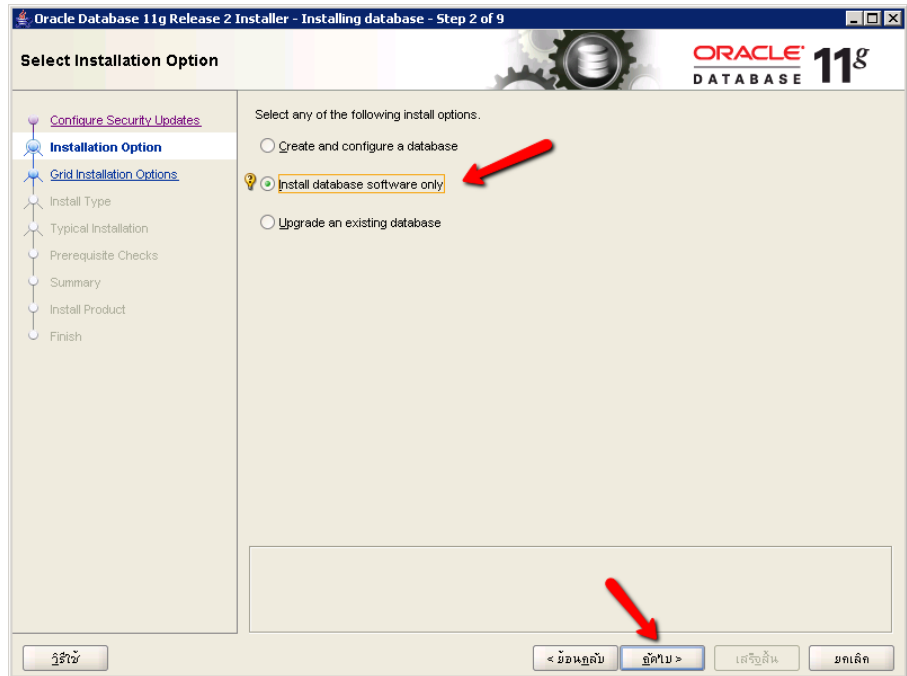 Oracle Database 11g Release 2 Installer - Installing database - Step 2 of 9
Select Installation Option
ORACLE
DATABASE
11g
Configure Security Updates
Installation Option
Grid Installation Options
Install Type
Typical Installation
Prerequisite Checks
Summary
Install Product
Finish
Select any of the following install options.
Create and configure a database
Install database software only
Upgrade an existing database
วิธีใช้
< ย้อนกลับ
ถัดไป >
เสร็จสิ้น
ยกเลิก